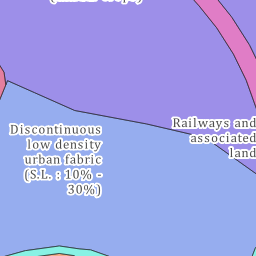 Railways and
associated
land
Discontinuous
low density
urban fabric
(S.L. : 10% -
30%)